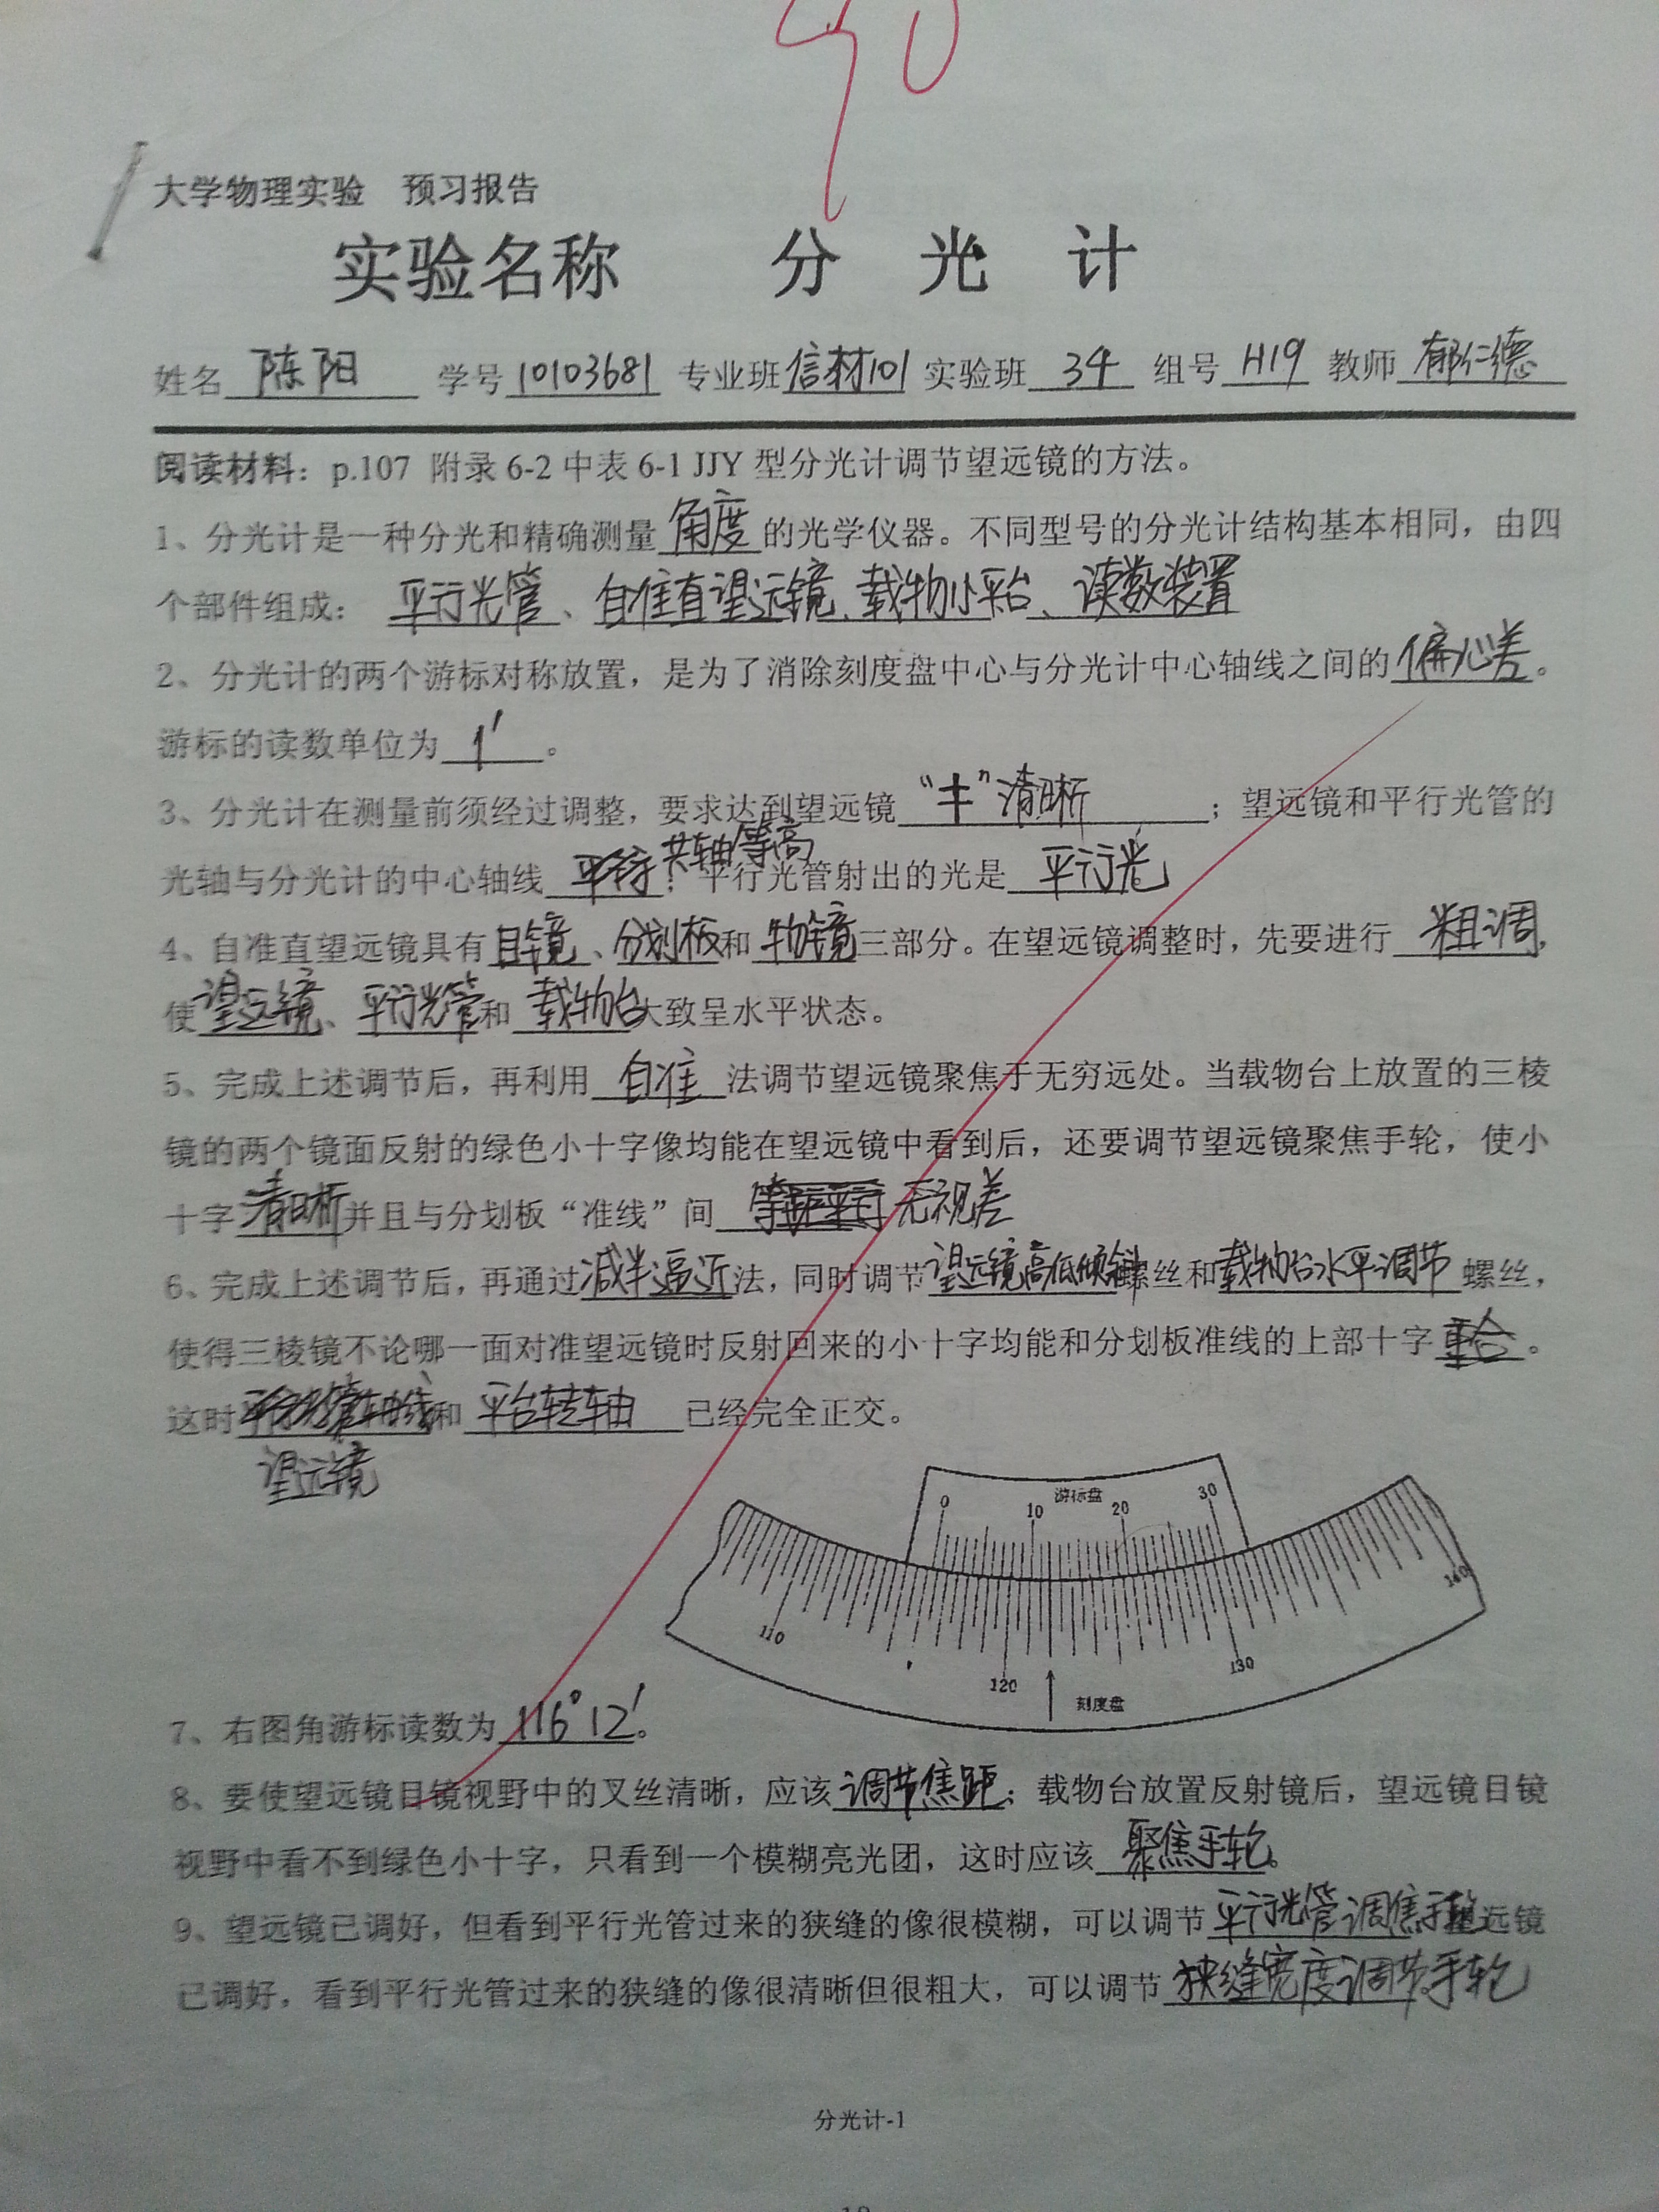 90
大学物理实验 预习报告
实验名称 分光计
姓名 陈阳 学号 10103681 专业班 信材101 实验班 34 组号 H19 教师 郁仁德
阅读材料：p.107 附录 6-2 中表 6-1 JJY 型分光计调节望远镜的方法。
1、分光计是一种分光和精确测量 角度 的光学仪器。不同型号的分光计结构基本相同，由四
个部件组成： 平行光管、自准直望远镜、载物小平台、读数装置
2、分光计的两个游标对称放置，是为了消除刻度盘中心与分光计中心轴线之间的 偏心差。
游标的读数单位为 1′ 。
3、分光计在测量前须经过调整，要求达到望远镜 “丰”清晰 ；望远镜和平行光管的
光轴与分光计的中心轴线 平行 共轴等高；平行光管射出的光是 平行光
4、自准直望远镜具有 目镜、分划板 和 物镜 三部分。在望远镜调整时，先要进行 粗调，
使 望远镜、平行光管 和 载物台 大致呈水平状态。
5、完成上述调节后，再利用 自准 法调节望远镜聚焦于无穷远处。当载物台上放置的三棱
镜的两个镜面反射的绿色小十字像均能在望远镜中看到后，还要调节望远镜聚焦手轮，使小
十字 清晰 并且与分划板“准线”间 无视差
6、完成上述调节后，再通过 减半逼近 法，同时调节 望远镜高低倾斜 螺丝和 载物台水平调节 螺丝，
使得三棱镜不论哪一面对准望远镜时反射回来的小十字均能和分划板准线的上部十字 重合。
这时 平行光管轴线 和 平台转轴 已经完全正交。
望远镜
0 10 游标盘 20 30
110 120 130 140
刻度盘
7、右图角游标读数为 116°12′。
8、要使望远镜目镜视野中的叉丝清晰，应该 调节焦距；载物台放置反射镜后，望远镜目镜
视野中看不到绿色小十字，只看到一个模糊亮光团，这时应该 聚焦手轮。
9、望远镜已调好，但看到平行光管过来的狭缝的像很模糊，可以调节 平行光管调焦手轮 望远镜
已调好，看到平行光管过来的狭缝的像很清晰但很粗大，可以调节 狭缝宽度调节手轮
分光计-1